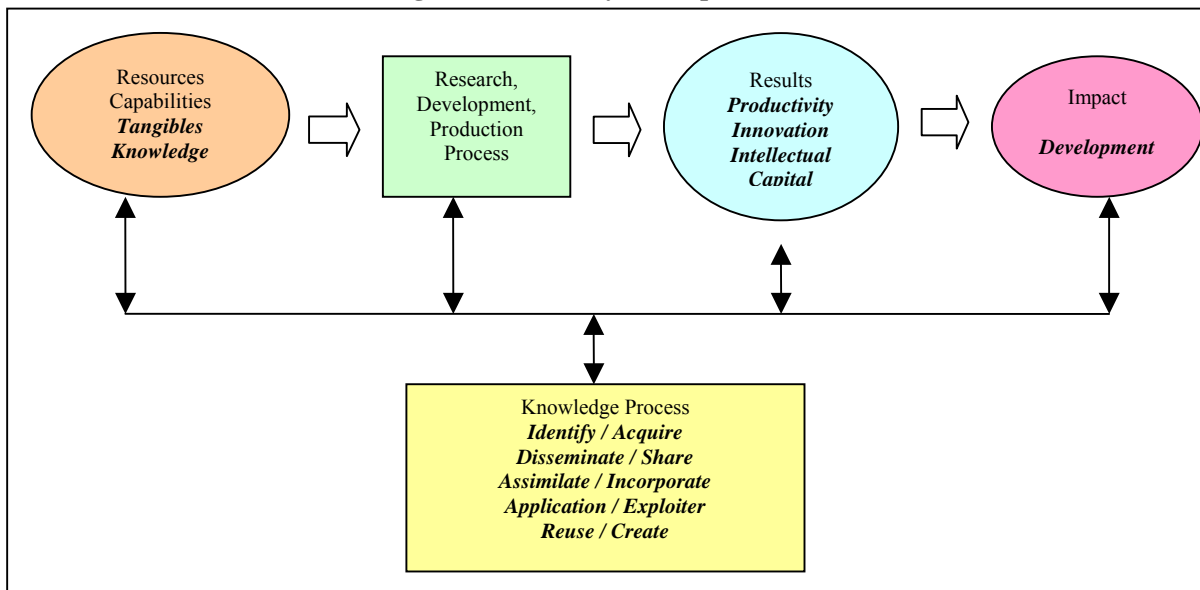 Resources
Capabilities
Tangibles
Knowledge
Research,
Development,
Production
Process
Results
Productivity
Innovation
Intellectual
Capital
Impact
Development
Knowledge Process
Identify / Acquire
Disseminate / Share
Assimilate / Incorporate
Application / Exploiter
Reuse / Create